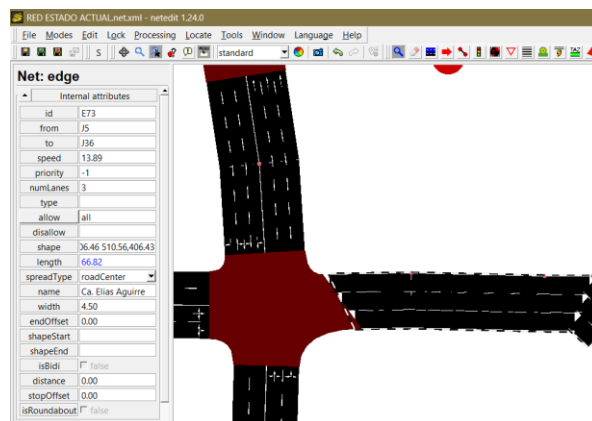 RED ESTADO ACTUAL.net.xml - netedit 1.24.0
File Modes Edit Lock Processing Locate Tools Window Language Help
S standard TAZ
Net: edge
Internal attributes
id E73
from J5
to J36
speed 13.89
priority -1
numLanes 3
type
allow all
disallow
shape 06.46 510.56,406.43
length 66.82
spreadType roadCenter
name Ca. Elias Aguirre
width 4.50
endOffset 0.00
shapeStart
shapeEnd
isBidi false
distance 0.00
stopOffset 0.00
isRoundabout false